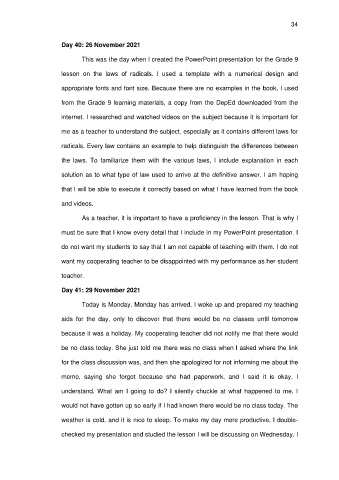 34
Day 40: 26 November 2021
This was the day when I created the PowerPoint presentation for the Grade 9
lesson on the laws of radicals. I used a template with a numerical design and
appropriate fonts and font size. Because there are no examples in the book, I used
from the Grade 9 learning materials, a copy from the DepEd downloaded from the
internet. I researched and watched videos on the subject because it is important for
me as a teacher to understand the subject, especially as it contains different laws for
radicals. Every law contains an example to help distinguish the differences between
the laws. To familiarize them with the various laws, I include explanation in each
solution as to what type of law used to arrive at the definitive answer. I am hoping
that I will be able to execute it correctly based on what I have learned from the book
and videos.
As a teacher, it is important to have a proficiency in the lesson. That is why I
must be sure that I know every detail that I include in my PowerPoint presentation. I
do not want my students to say that I am not capable of teaching with them. I do not
want my cooperating teacher to be disappointed with my performance as her student
teacher.
Day 41: 29 November 2021
Today is Monday. Monday has arrived. I woke up and prepared my teaching
aids for the day, only to discover that there would be no classes until tomorrow
because it was a holiday. My cooperating teacher did not notify me that there would
be no class today. She just told me there was no class when I asked where the link
for the class discussion was, and then she apologized for not informing me about the
memo, saying she forgot because she had paperwork, and I said it is okay, I
understand. What am I going to do? I silently chuckle at what happened to me. I
would not have gotten up so early if I had known there would be no class today. The
weather is cold, and it is nice to sleep. To make my day more productive, I double-
checked my presentation and studied the lesson I will be discussing on Wednesday. I